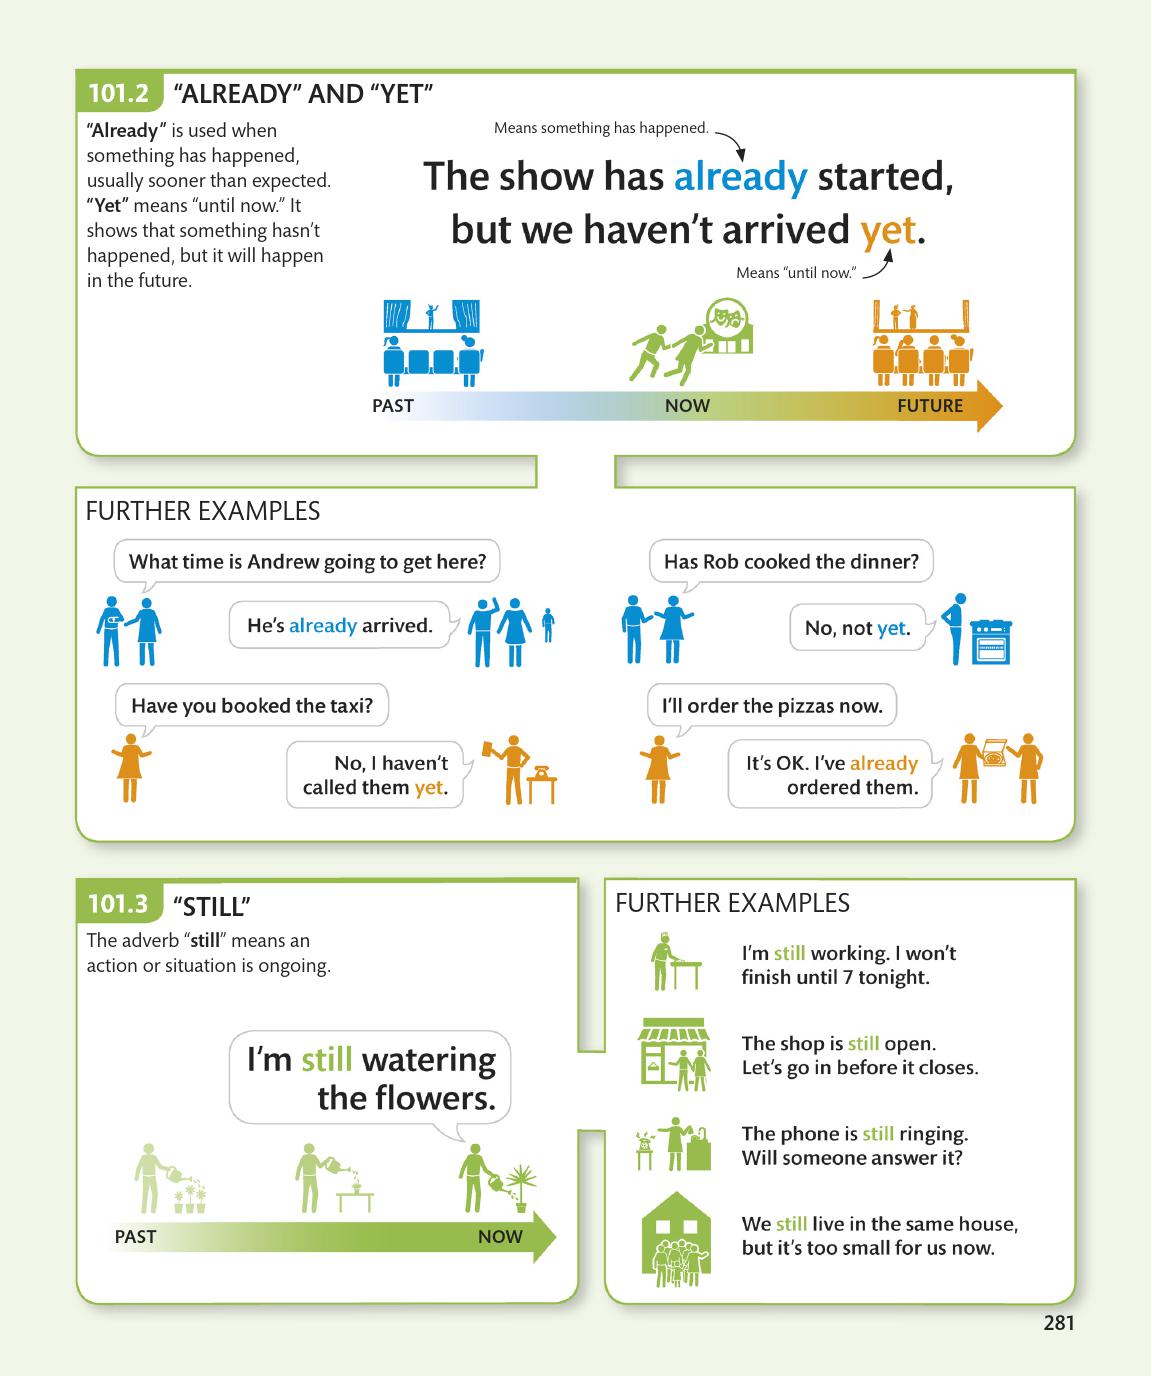 101.2 "ALREADY" AND "YET"
"Already" is used when
something has happened,
usually sooner than expected.
"Yet" means "until now." It
shows that something hasn't
happened, but it will happen
in the future.
Means something has happened.
The show has already started,
but we haven't arrived yet.
Means "until now."
PAST NOW FUTURE
FURTHER EXAMPLES
What time is Andrew going to get here?
He's already arrived.
Has Rob cooked the dinner?
No, not yet.
Have you booked the taxi?
No, I haven't
called them yet.
I'll order the pizzas now.
It's OK. I've already
ordered them.
101.3 "STILL"
The adverb "still" means an
action or situation is ongoing.
I'm still watering
the flowers.
PAST NOW
FURTHER EXAMPLES
I'm still working. I won't
finish until 7 tonight.
The shop is still open.
Let's go in before it closes.
The phone is still ringing.
Will someone answer it?
We still live in the same house,
but it's too small for us now.
281